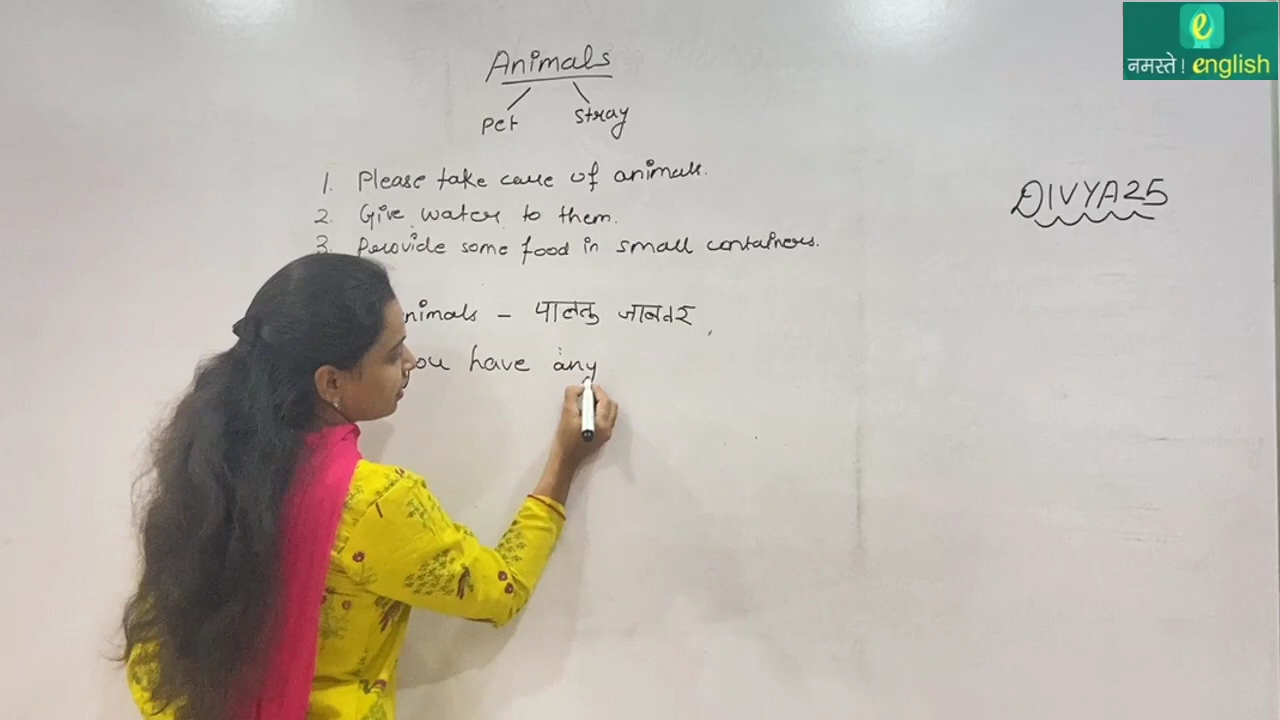 नमस्ते! english
Animals
Pet Stray
DIVYA25
1. Please take care of animals.
2. Give water to them.
3. Provide some food in small containers.
nimals – पालतु जानवर
ou have any